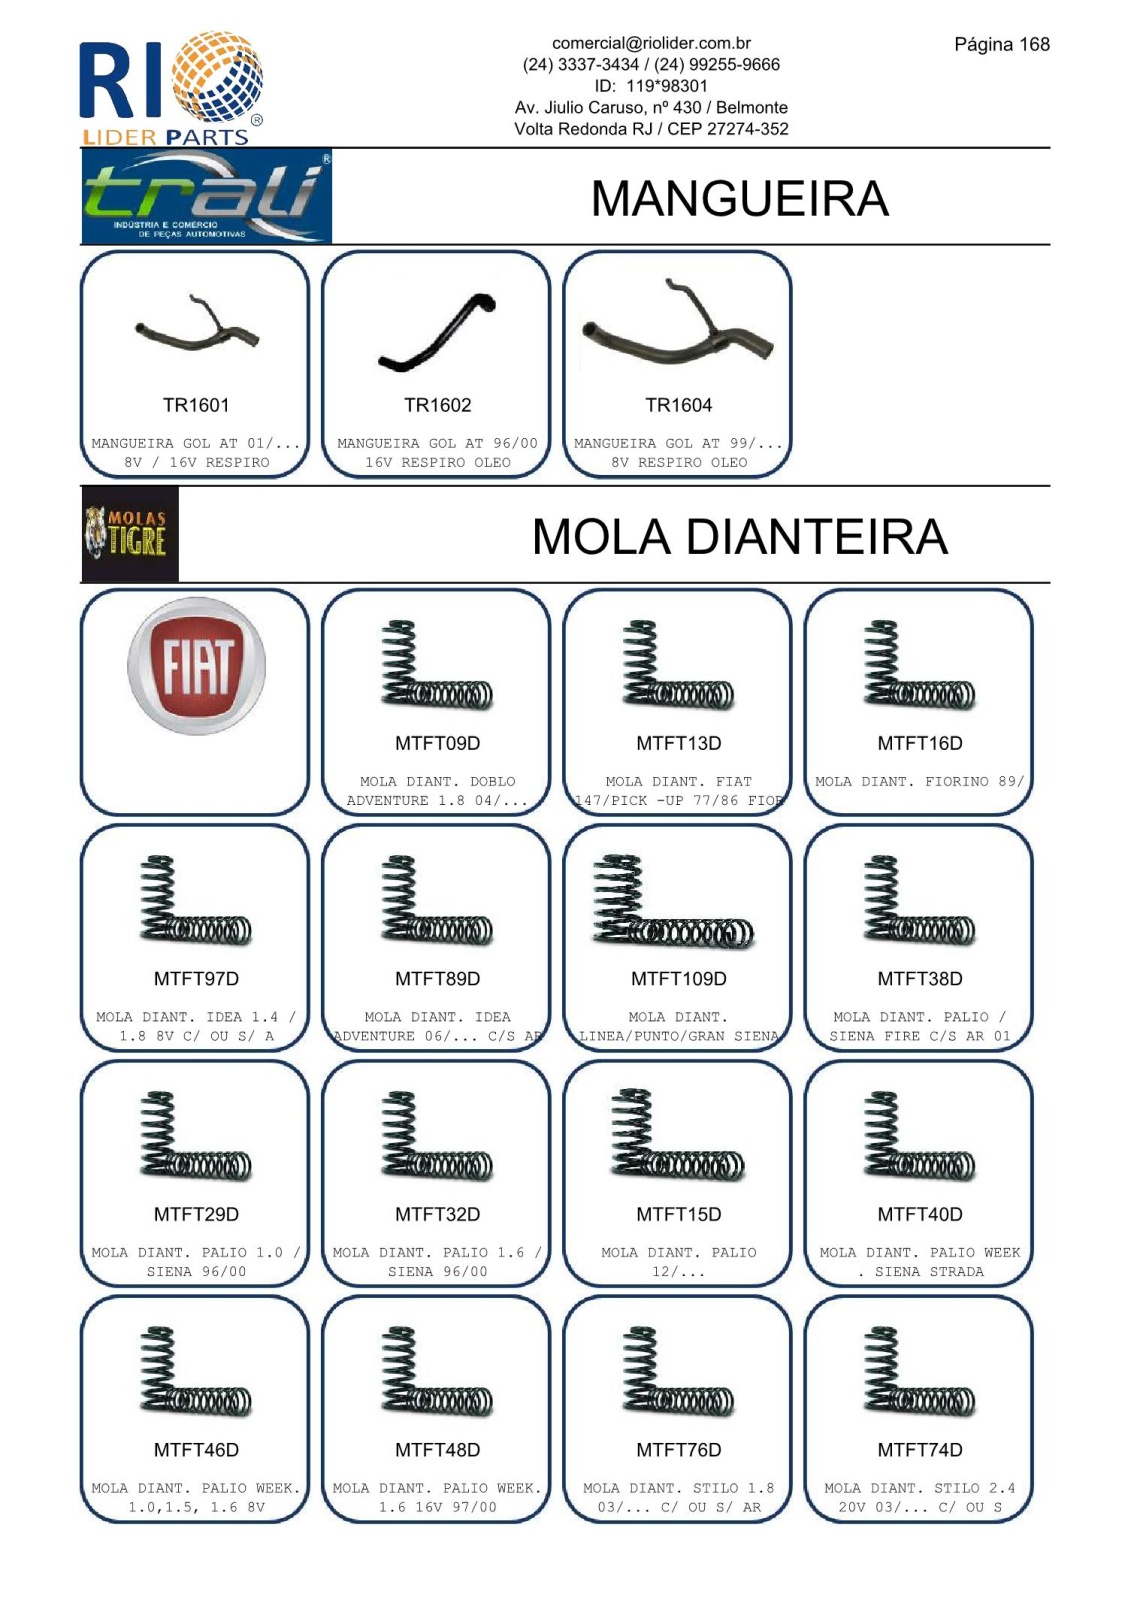 RIO
LIDER PARTS
®
comercial@riolider.com.br
(24) 3337-3434 / (24) 99255-9666
ID: 119*98301
Av. Jiulio Caruso, nº 430 / Belmonte
Volta Redonda RJ / CEP 27274-352
Página 168
trali
®
INDÚSTRIA E COMÉRCIO
DE PEÇAS AUTOMOTIVAS
MANGUEIRA
TR1601
MANGUEIRA GOL AT 01/...
8V / 16V RESPIRO
TR1602
MANGUEIRA GOL AT 96/00
16V RESPIRO OLEO
TR1604
MANGUEIRA GOL AT 99/...
8V RESPIRO OLEO
MOLAS
TIGRE
MOLA DIANTEIRA
FIAT
MTFT09D
MOLA DIANT. DOBLO
ADVENTURE 1.8 04/...
MTFT13D
MOLA DIANT. FIAT
147/PICK -UP 77/86 FIOR
MTFT16D
MOLA DIANT. FIORINO 89/
MTFT97D
MOLA DIANT. IDEA 1.4 /
1.8 8V C/ OU S/ A
MTFT89D
MOLA DIANT. IDEA
ADVENTURE 06/... C/S AR
MTFT109D
MOLA DIANT.
LINEA/PUNTO/GRAN SIENA
MTFT38D
MOLA DIANT. PALIO /
SIENA FIRE C/S AR 01
MTFT29D
MOLA DIANT. PALIO 1.0 /
SIENA 96/00
MTFT32D
MOLA DIANT. PALIO 1.6 /
SIENA 96/00
MTFT15D
MOLA DIANT. PALIO
12/...
MTFT40D
MOLA DIANT. PALIO WEEK
. SIENA STRADA
MTFT46D
MOLA DIANT. PALIO WEEK.
1.0,1.5, 1.6 8V
MTFT48D
MOLA DIANT. PALIO WEEK.
1.6 16V 97/00
MTFT76D
MOLA DIANT. STILO 1.8
03/... C/ OU S/ AR
MTFT74D
MOLA DIANT. STILO 2.4
20V 03/... C/ OU S